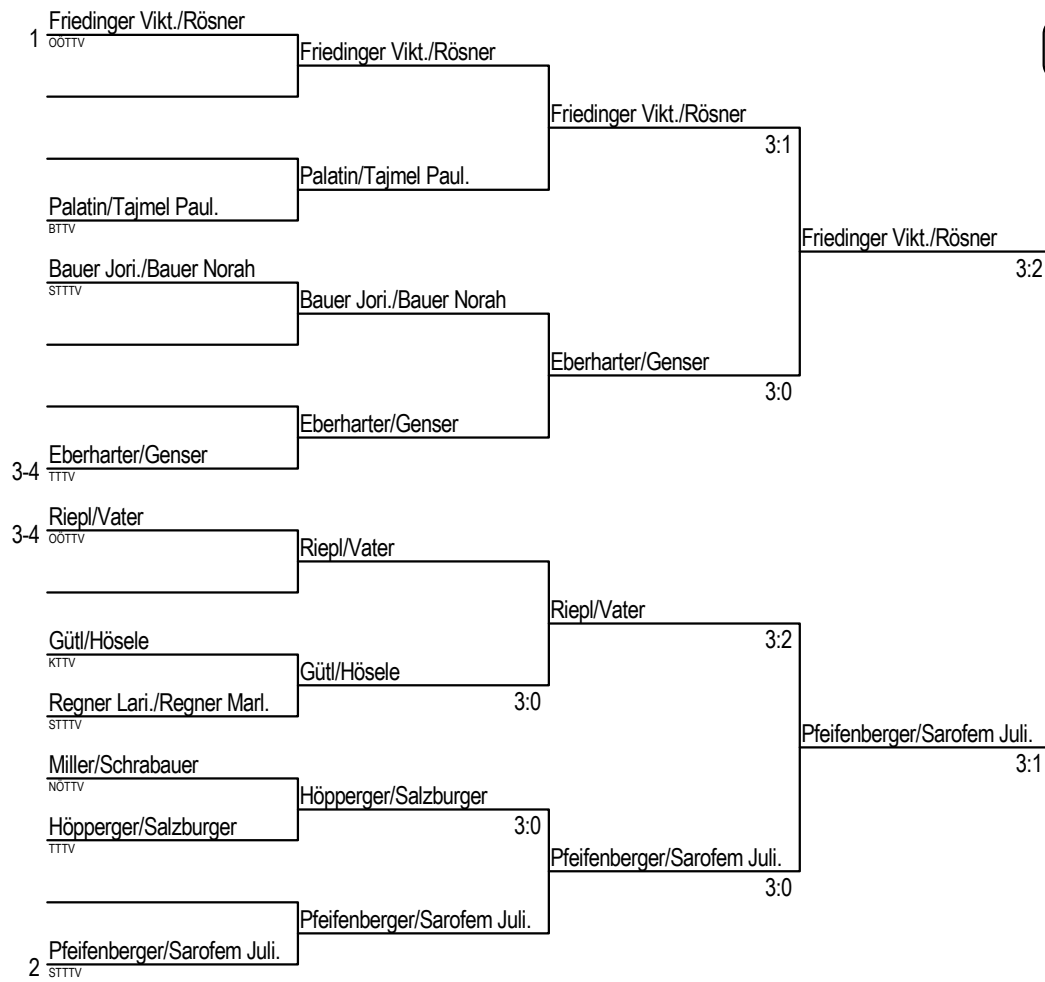 Friedinger Vikt./Rösner
1 OÖTTV
Friedinger Vikt./Rösner
Friedinger Vikt./Rösner
3:1
Palatin/Tajmel Paul.
Palatin/Tajmel Paul.
BTTV
Friedinger Vikt./Rösner
3:2
Bauer Jori./Bauer Norah
STTTV
Bauer Jori./Bauer Norah
Eberharter/Genser
3:0
Eberharter/Genser
Eberharter/Genser
3-4 TTTV
Riepl/Vater
3-4 OÖTTV
Riepl/Vater
Riepl/Vater
3:2
Gütl/Hösele
KTTV
Gütl/Hösele
3:0
Regner Lari./Regner Marl.
STTTV
Pfeifenberger/Sarofem Juli.
3:1
Miller/Schrabauer
NÖTTV
Höpperger/Salzburger
3:0
Höpperger/Salzburger
TTTV
Pfeifenberger/Sarofem Juli.
3:0
Pfeifenberger/Sarofem Juli.
Pfeifenberger/Sarofem Juli.
2 STTTV